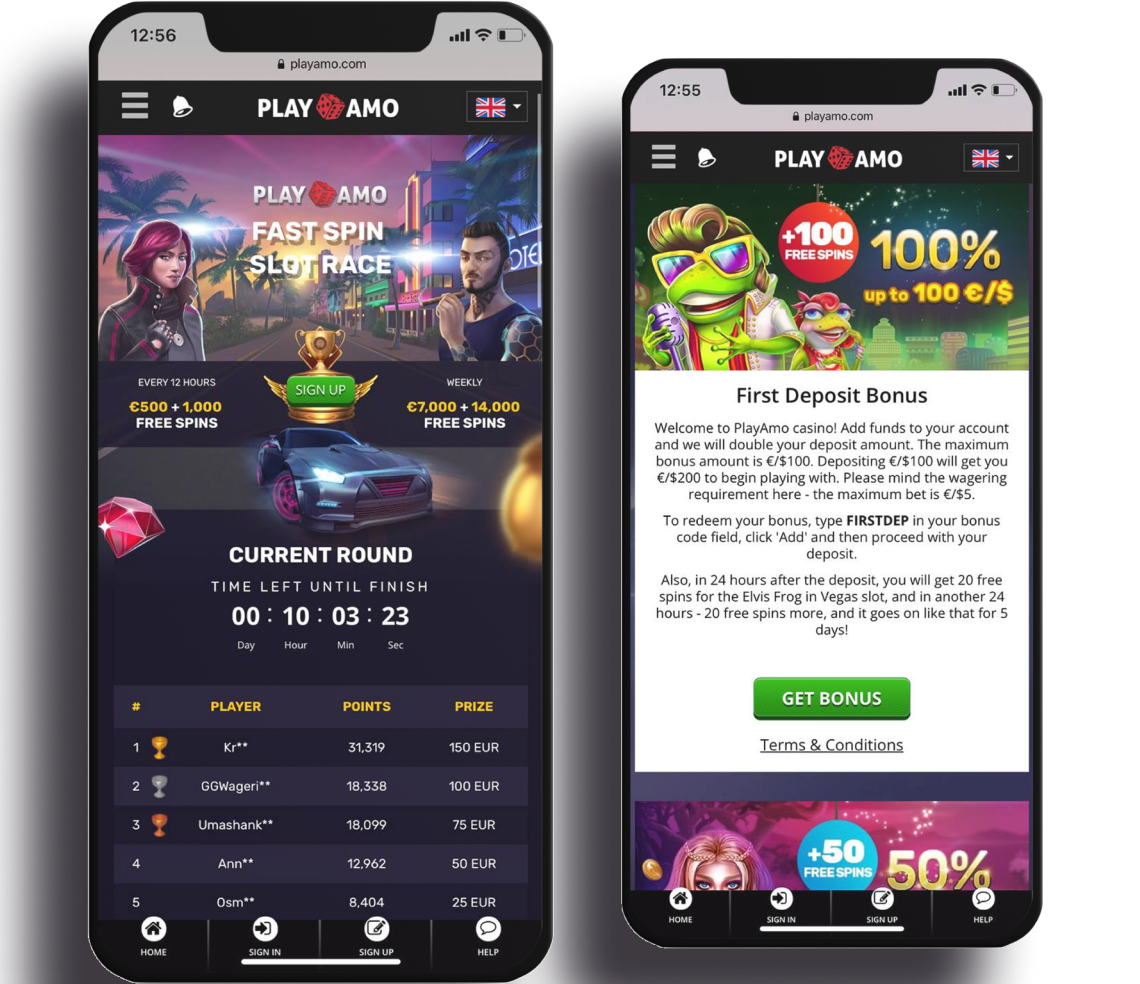 12:56
playamo.com
PLAY AMO
PLAY AMO
FAST SPIN
SLOT RACE
EVERY 12 HOURS
€500 + 1,000
FREE SPINS
SIGN UP
WEEKLY
€7,000 + 14,000
FREE SPINS
CURRENT ROUND
TIME LEFT UNTIL FINISH
00 : 10 : 03 : 23
Day Hour Min Sec
# PLAYER POINTS PRIZE
1 Kr** 31,319 150 EUR
2 GGWageri** 18,338 100 EUR
3 Umashank** 18,099 75 EUR
4 Ann** 12,962 50 EUR
5 Osm** 8,404 25 EUR
HOME SIGN IN SIGN UP HELP
12:55
playamo.com
PLAY AMO
+100
FREE SPINS
100%
up to 100 €/$
First Deposit Bonus
Welcome to PlayAmo casino! Add funds to your account
and we will double your deposit amount. The maximum
bonus amount is €/$100. Depositing €/$100 will get you
€/$200 to begin playing with. Please mind the wagering
requirement here - the maximum bet is €/$5.
To redeem your bonus, type FIRSTDEP in your bonus
code field, click 'Add' and then proceed with your
deposit.
Also, in 24 hours after the deposit, you will get 20 free
spins for the Elvis Frog in Vegas slot, and in another 24
hours - 20 free spins more, and it goes on like that for 5
days!
GET BONUS
Terms & Conditions
+50
FREE SPINS
50%
HOME SIGN IN SIGN UP HELP